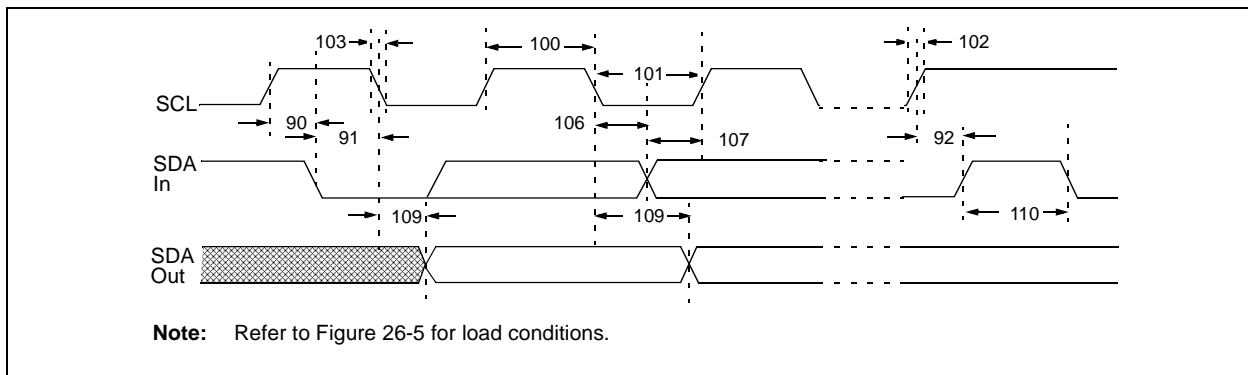 103
100
101
102
SCL
90
91
106
107
92
SDA
In
109
109
110
SDA
Out
Note: Refer to Figure 26-5 for load conditions.